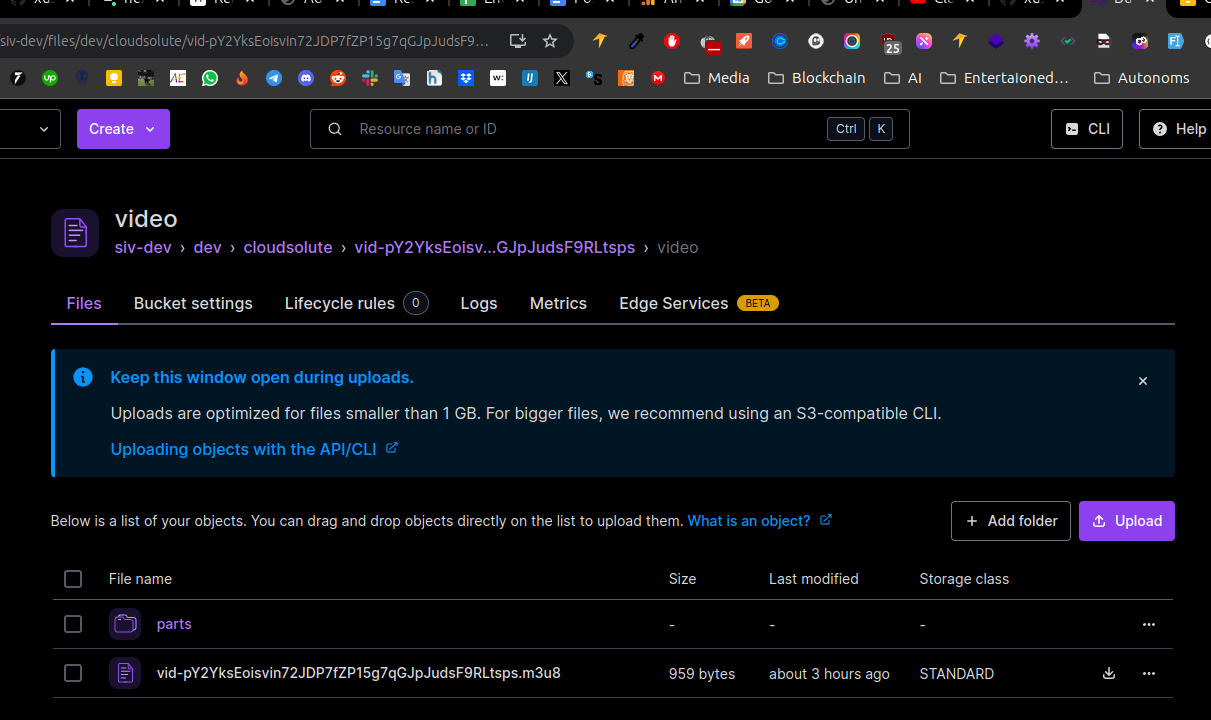 /siv-dev/files/dev/cloudsolute/vid-pY2YksEoisvin72JDP7fZP15g7qGJpJudsF9...
25
Media
Blockchain
AI
Entertaioned...
Autonoms
Create
Resource name or ID
Ctrl
K
CLI
Help
video
siv-dev › dev › cloudsolute › vid-pY2YksEoisv...GJpJudsF9RLtsps › video
Files
Bucket settings
Lifecycle rules 0
Logs
Metrics
Edge Services BETA
Keep this window open during uploads.
Uploads are optimized for files smaller than 1 GB. For bigger files, we recommend using an S3-compatible CLI.
Uploading objects with the API/CLI
Below is a list of your objects. You can drag and drop objects directly on the list to upload them. What is an object?
+ Add folder
Upload
File name Size Last modified Storage class
parts - - -
vid-pY2YksEoisvin72JDP7fZP15g7qGJpJudsF9RLtsps.m3u8 959 bytes about 3 hours ago STANDARD